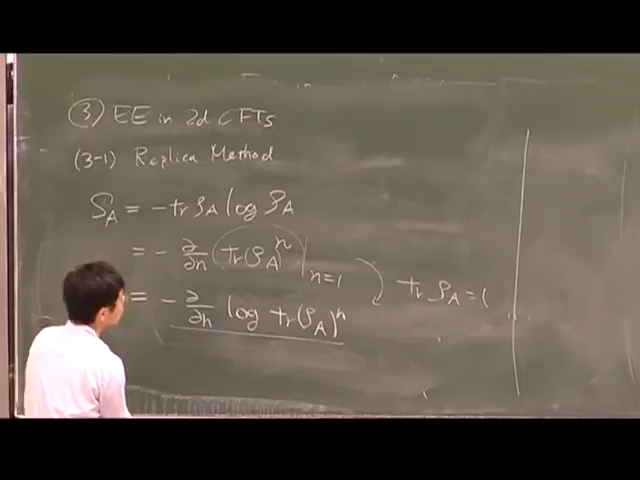 ③ EE in 2d CFTs
(3-1) Replica Method
S_A = - tr ρ_A log ρ_A
= - ∂/∂n (tr(ρ_A)^n)|_{n=1}
= - ∂/∂n log tr(ρ_A)^n
tr ρ_A = 1